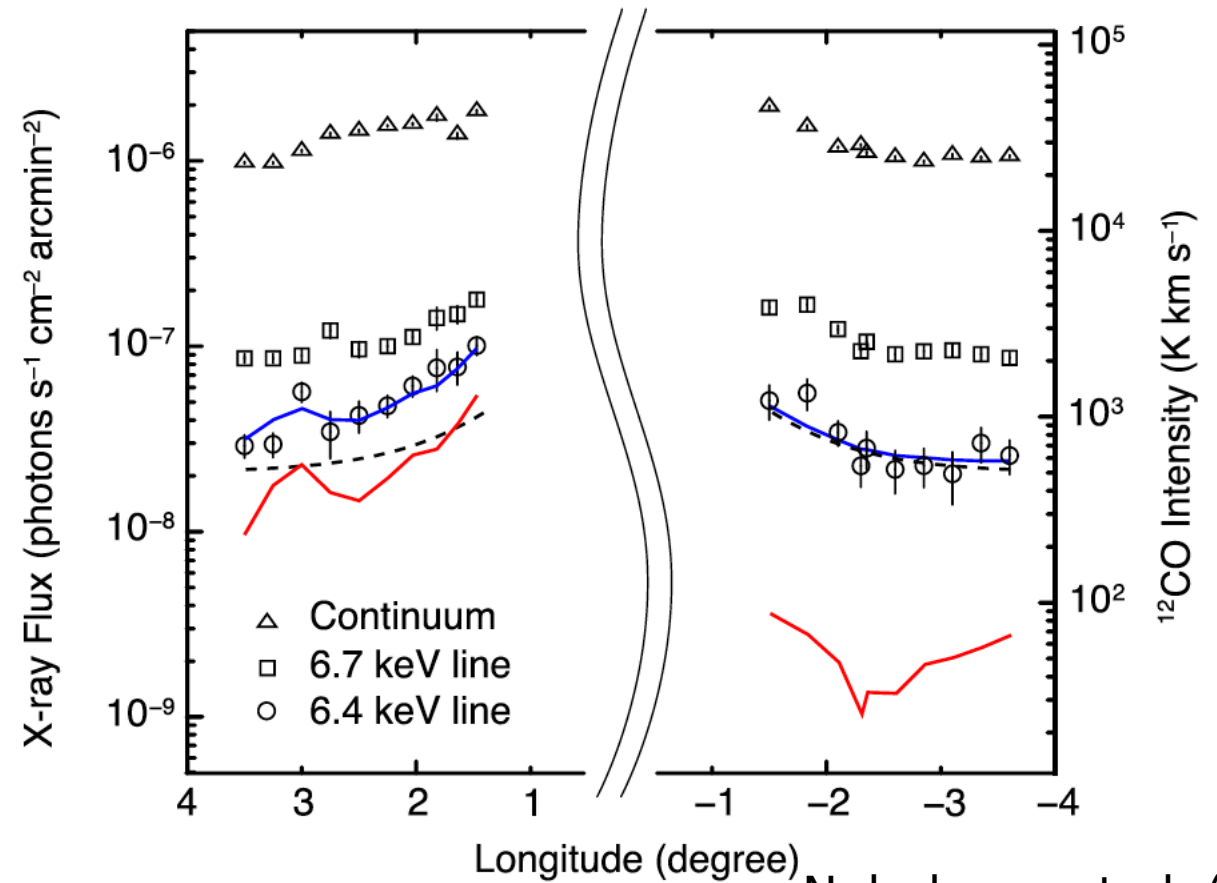 X-ray Flux (photons s⁻¹ cm⁻² arcmin⁻²)
10⁻⁶
10⁻⁷
10⁻⁸
10⁻⁹
Continuum
6.7 keV line
6.4 keV line
10⁵
10⁴
10³
10²
¹²CO Intensity (K km s⁻¹)
4 3 2 1 −1 −2 −3 −4
Longitude (degree)